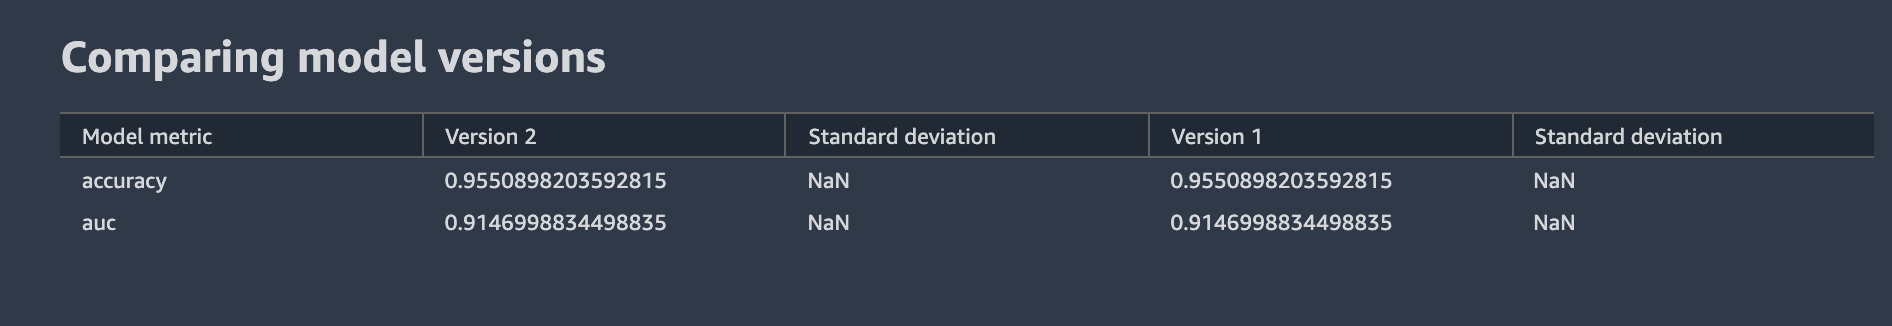 Comparing model versions
Model metric Version 2 Standard deviation Version 1 Standard deviation
accuracy 0.9550898203592815 NaN 0.9550898203592815 NaN
auc 0.9146998834498835 NaN 0.9146998834498835 NaN